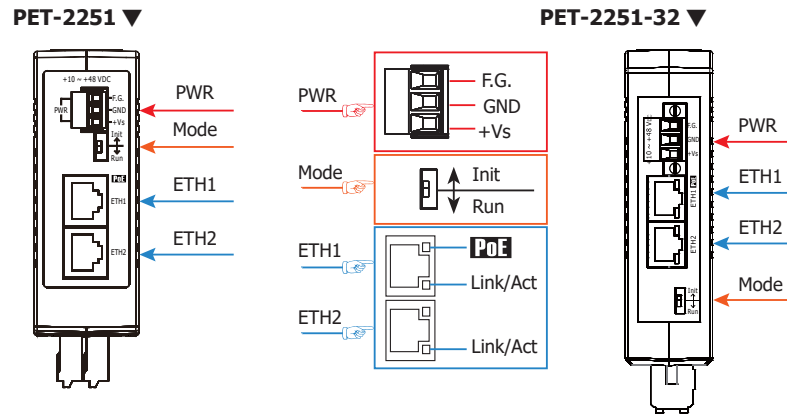 PET-2251 ▼
PET-2251-32 ▼
+10 ~ +48 VDC
PWR
F.G.
GND
+Vs
Init
Run
PoE
ETH1
ETH2
PWR
Mode
ETH1
ETH2
PWR
F.G.
GND
+Vs
Mode
Init
Run
ETH1
PoE
Link/Act
ETH2
Link/Act
+10 ~ +48 VDC
F.G.
GND
+Vs
ETH1 PoE
ETH2
Init
Run
PWR
ETH1
ETH2
Mode